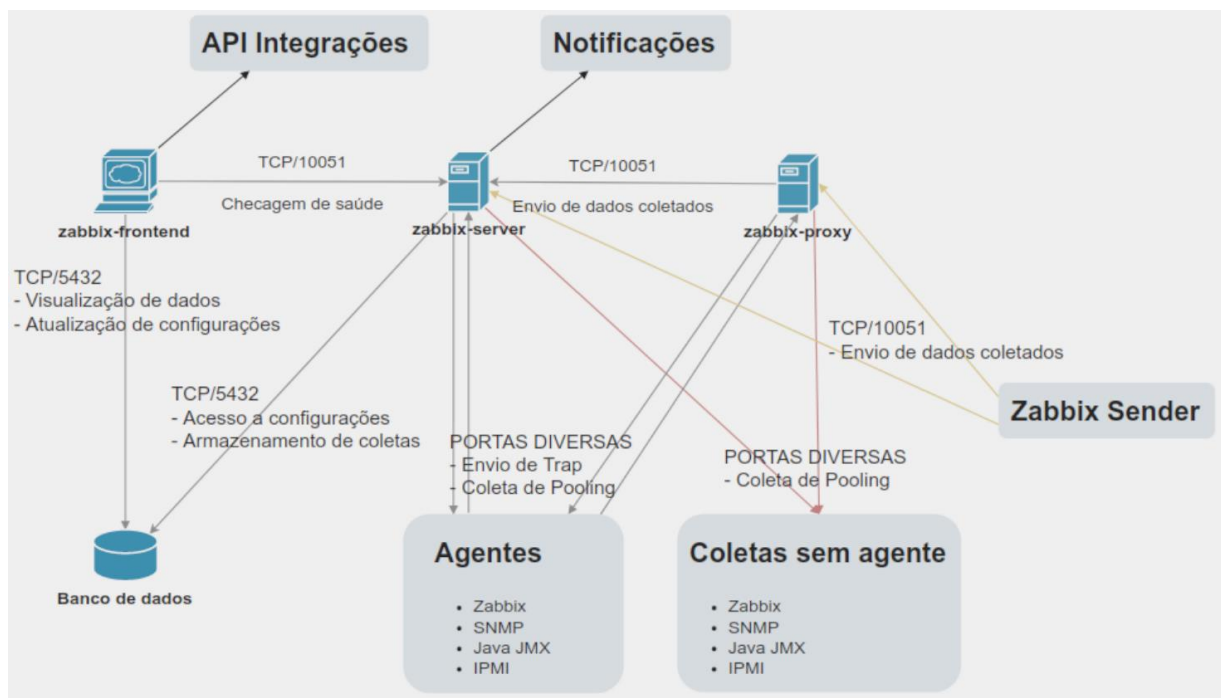 API Integrações
Notificações
TCP/10051
TCP/10051
Checagem de saúde
Envio de dados coletados
zabbix-frontend
zabbix-server
zabbix-proxy
TCP/5432
- Visualização de dados
- Atualização de configurações
TCP/10051
- Envio de dados coletados
TCP/5432
- Acesso a configurações
- Armazenamento de coletas
Zabbix Sender
PORTAS DIVERSAS
- Envio de Trap
- Coleta de Pooling
PORTAS DIVERSAS
- Coleta de Pooling
Banco de dados
Agentes
• Zabbix
• SNMP
• Java JMX
• IPMI
Coletas sem agente
• Zabbix
• SNMP
• Java JMX
• IPMI